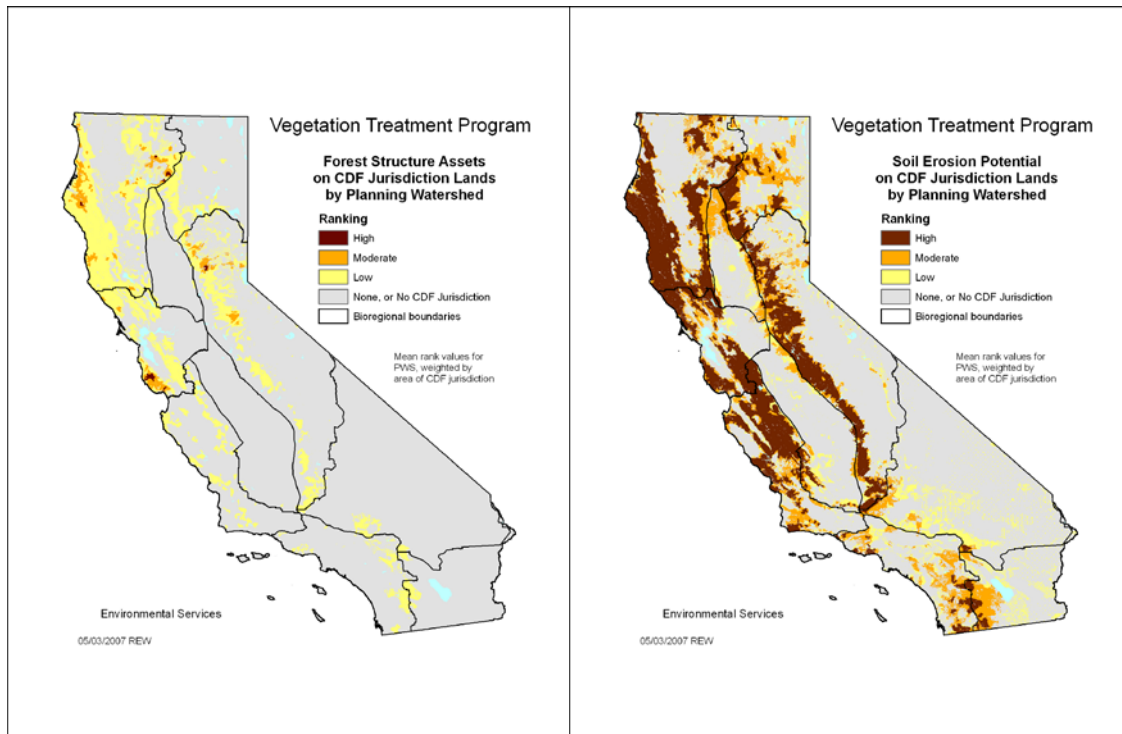 Vegetation Treatment Program
Forest Structure Assets
on CDF Jurisdiction Lands
by Planning Watershed
Ranking
High
Moderate
Low
None, or No CDF Jurisdiction
Bioregional boundaries
Mean rank values for
PWS, weighted by
area of CDF jurisdiction
Environmental Services
05/03/2007 REW
Vegetation Treatment Program
Soil Erosion Potential
on CDF Jurisdiction Lands
by Planning Watershed
Ranking
High
Moderate
Low
None, or No CDF Jurisdiction
Bioregional boundaries
Mean rank values for
PWS, weighted by
area of CDF jurisdiction
Environmental Services
05/03/2007 REW